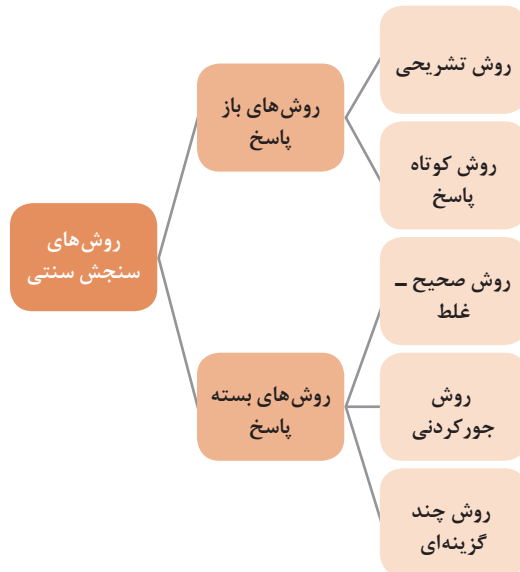 روش‌های
سنجش سنتی
روش‌های باز
پاسخ
روش تشریحی
روش کوتاه
پاسخ
روش‌های بسته
پاسخ
روش صحیح ـ
غلط
روش
جورکردنی
روش چند
گزینه‌ای